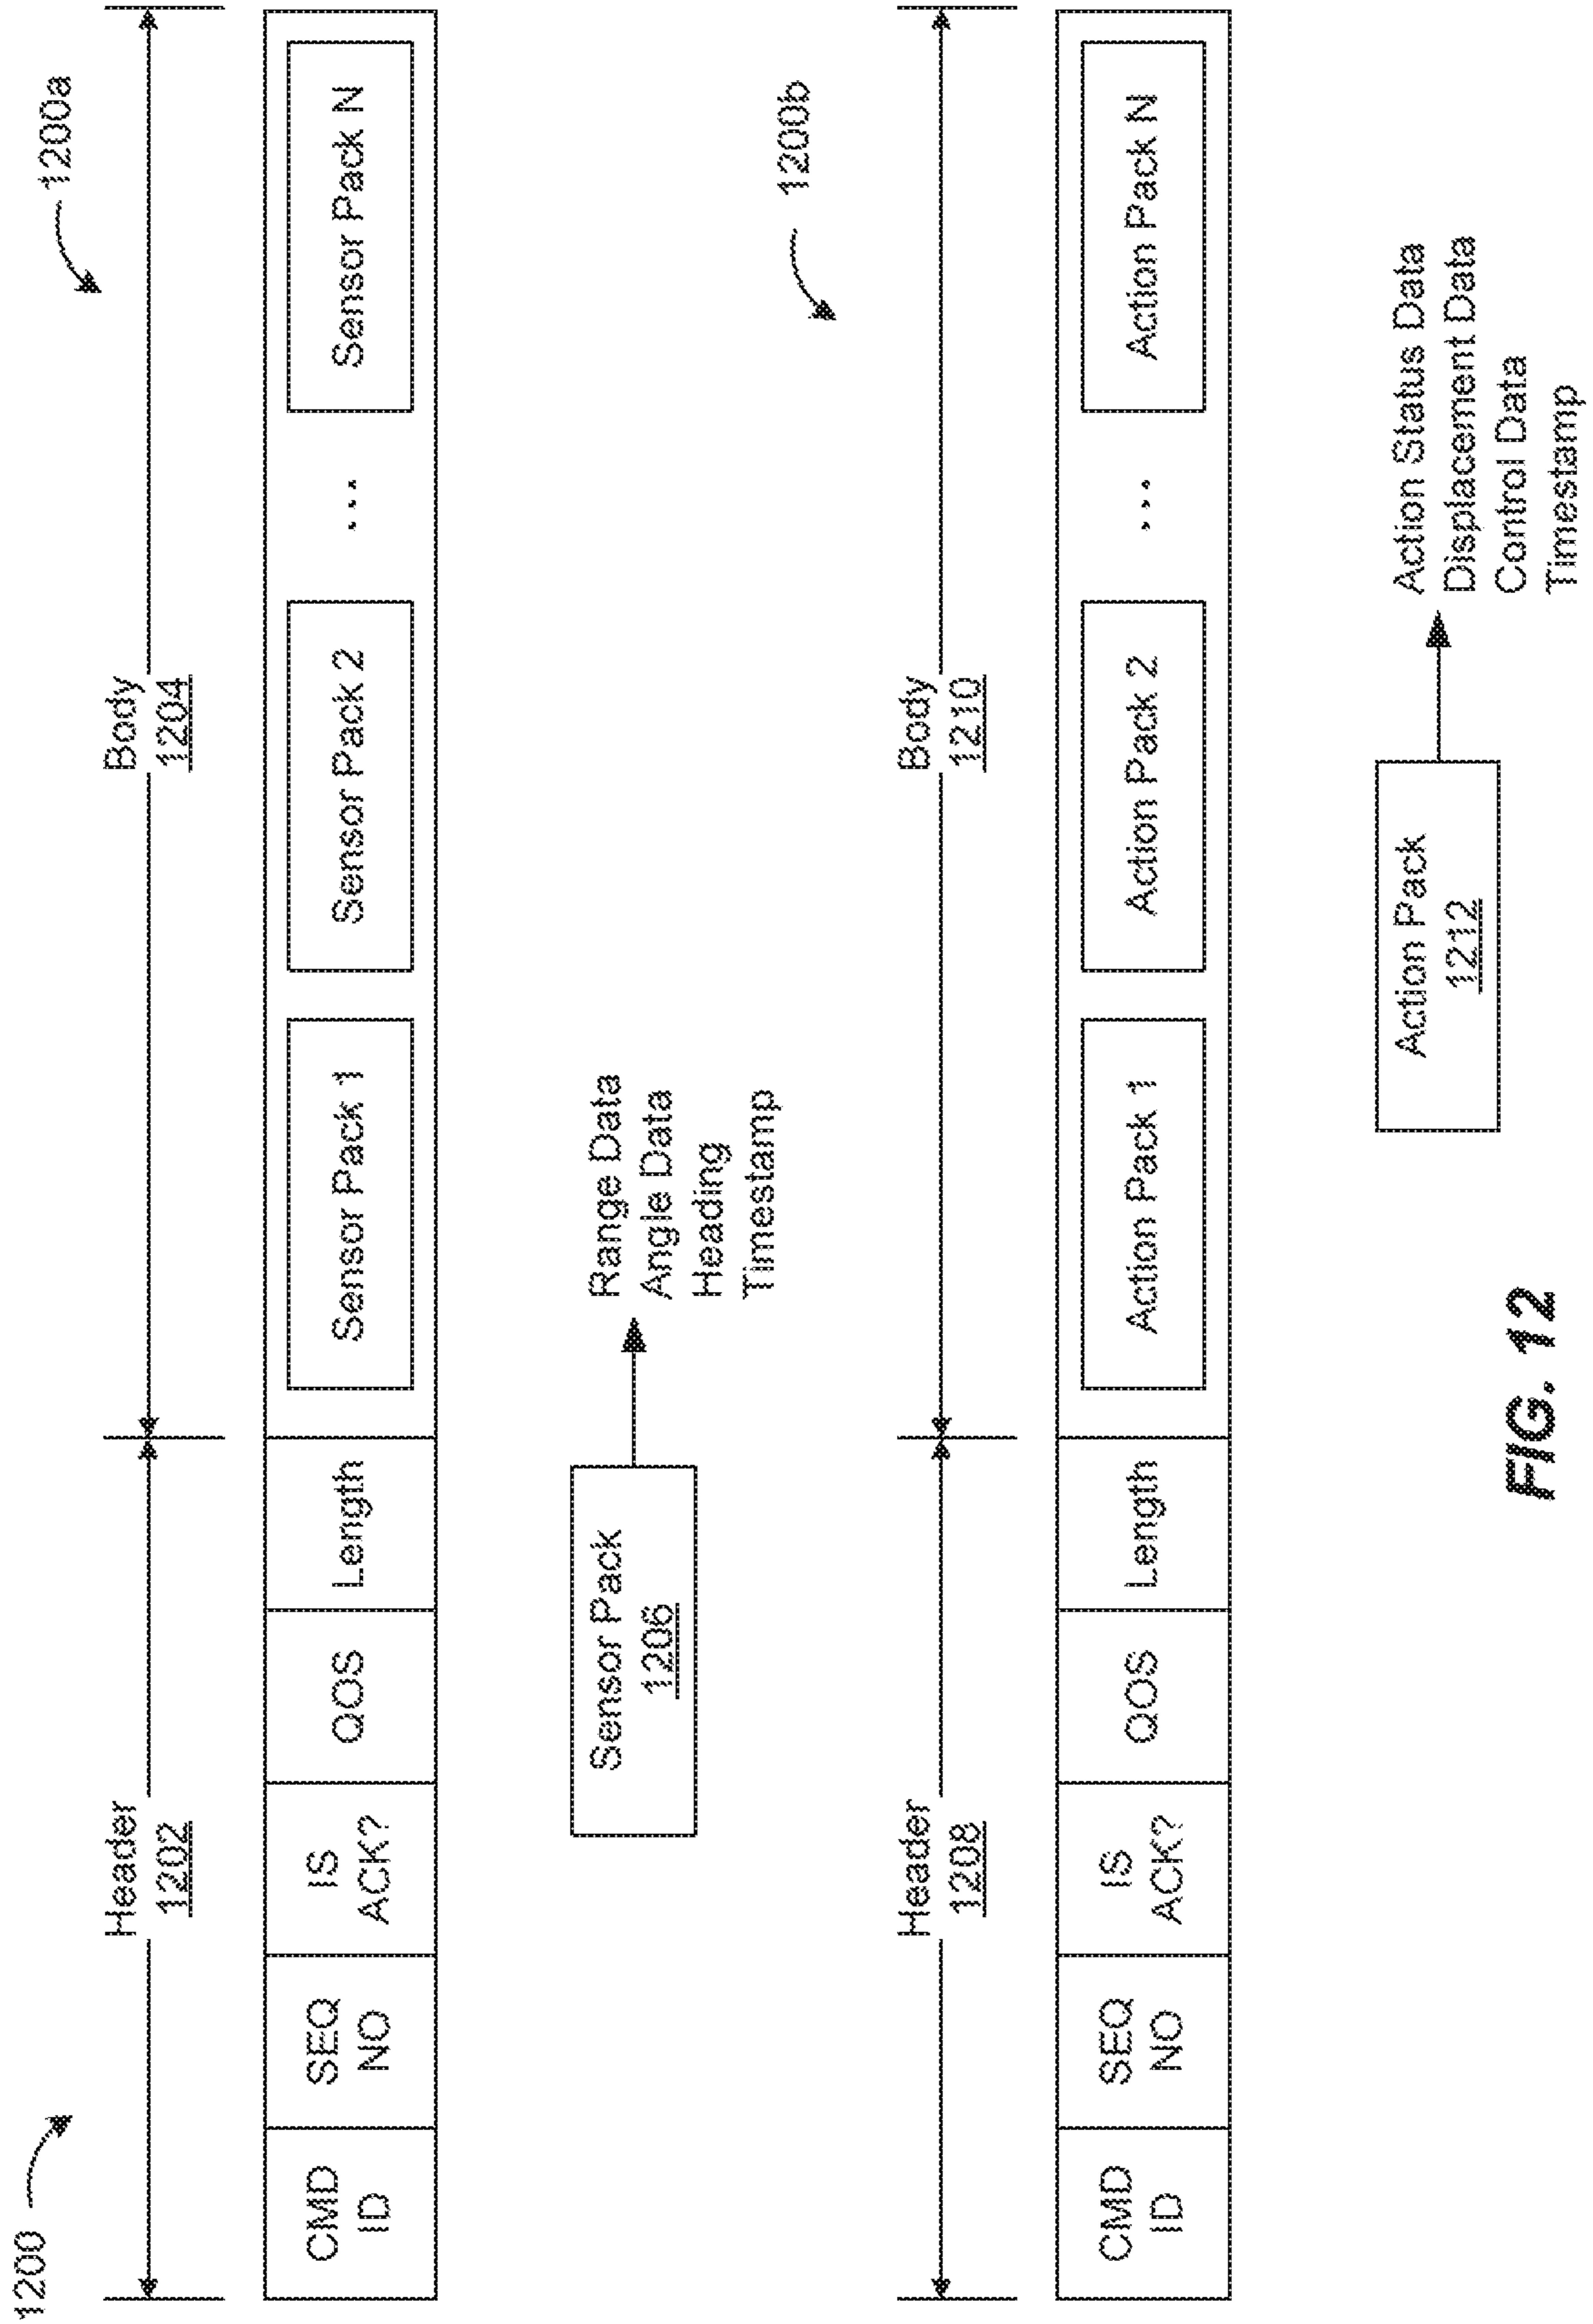 1200
1200a
Header
1202
Body
1204
CMD
ID
SEQ
NO
IS
ACK?
QOS
Length
Sensor Pack 1
Sensor Pack 2
...
Sensor Pack N
Sensor Pack
1206
Range Data
Angle Data
Heading
Timestamp
1200b
Header
1208
Body
1210
CMD
ID
SEQ
NO
IS
ACK?
QOS
Length
Action Pack 1
Action Pack 2
...
Action Pack N
Action Pack
1212
Action Status Data
Displacement Data
Control Data
Timestamp
FIG. 12